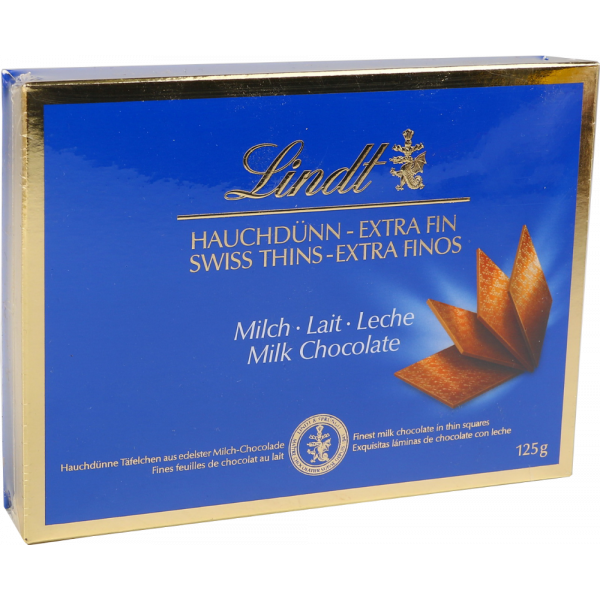 Lindt
HAUCHDÜNN - EXTRA FIN
SWISS THINS - EXTRA FINOS
Milch · Lait · Leche
Milk Chocolate
Hauchdünne Täfelchen aus edelster Milch-Chocolade
Fines feuilles de chocolat au lait
Finest milk chocolate in thin squares
Exquisitas láminas de chocolate con leche
125g